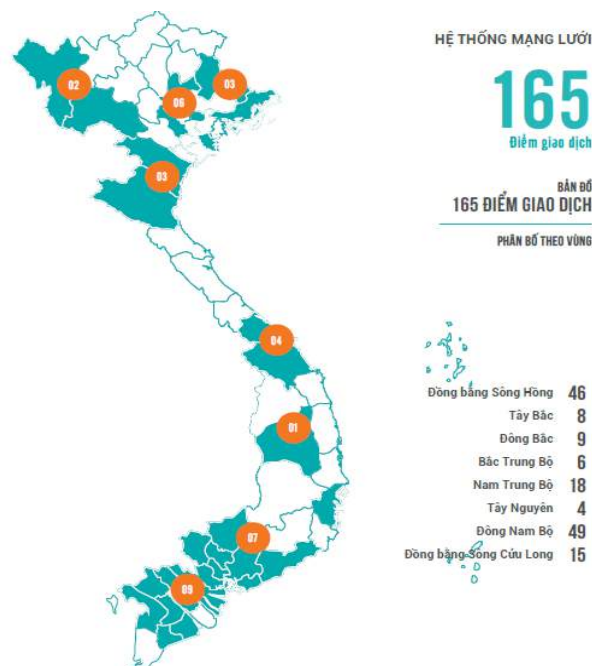 HỆ THỐNG MẠNG LƯỚI
165
Điểm giao dịch
BẢN ĐỒ
165 ĐIỂM GIAO DỊCH
PHÂN BỐ THEO VÙNG
02
06
03
03
04
01
07
09
Đồng bằng Sông Hồng 46
Tây Bắc 8
Đông Bắc 9
Bắc Trung Bộ 6
Nam Trung Bộ 18
Tây Nguyên 4
Đông Nam Bộ 49
Đồng bằng Sông Cửu Long 15